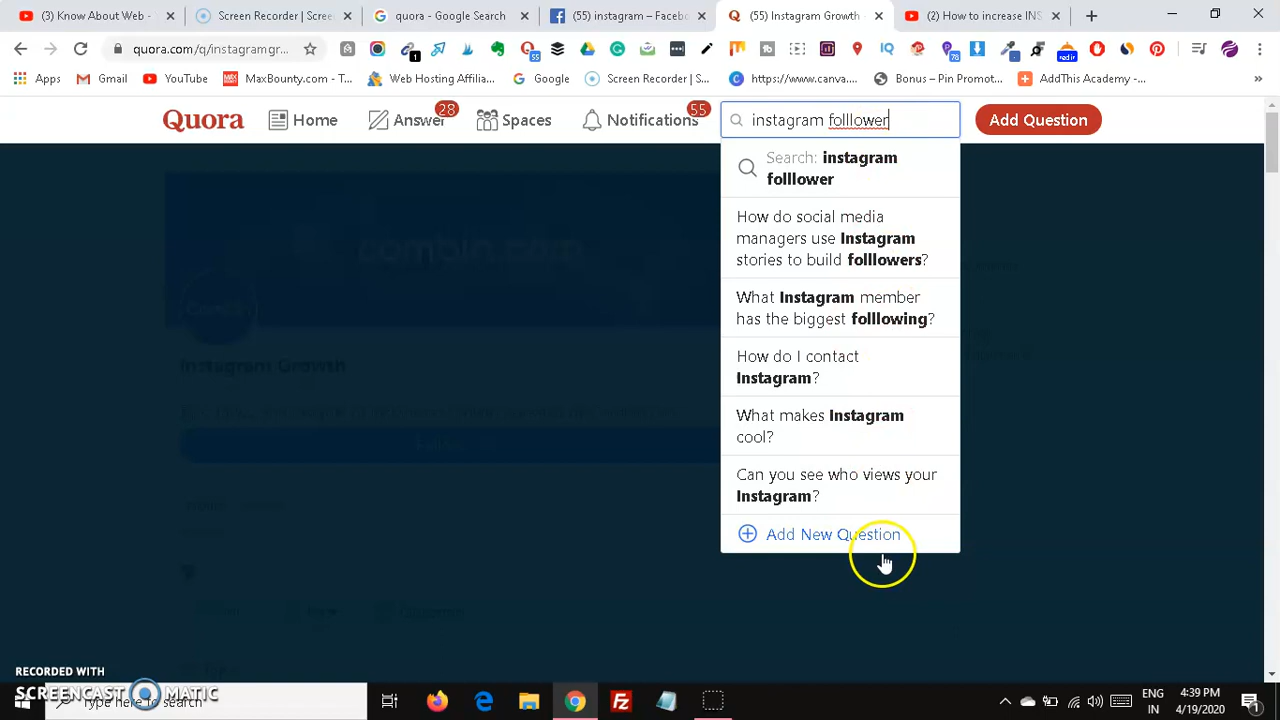 (3) Know About Web -
Screen Recorder | Scree
quora - Google Search
(55) instagram – Facebo
(55) Instagram Growth -
(2) How to increase INS
quora.com/q/instagramgr...
Apps
Gmail
YouTube
MaxBounty.com - T...
Web Hosting Affilia...
Google
Screen Recorder | S...
https://www.canva...
Bonus – Pin Promot...
AddThis Academy -...
Quora
Home
Answer
28
Spaces
Notifications
55
instagram folllower
Add Question
Search: instagram
folllower
How do social media
managers use Instagram
stories to build folllowers?
What Instagram member
has the biggest folllowing?
How do I contact
Instagram?
What makes Instagram
cool?
Can you see who views your
Instagram?
Add New Question
combin.com
Instagram Growth
RECORDED WITH
SCREENCAST MATIC
Type here to search
ENG
IN
4:39 PM
4/19/2020